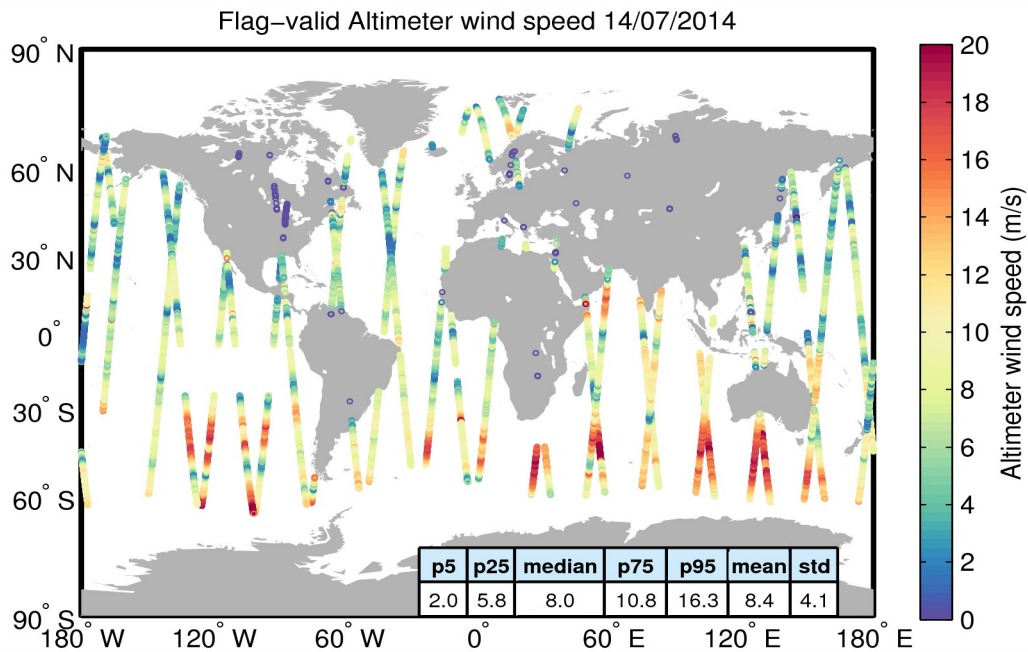 Flag−valid Altimeter wind speed 14/07/2014
90° N
60° N
30° N
0°
30° S
60° S
90° S
180° W
120° W
60° W
0°
60° E
120° E
180° E
p5 p25 median p75 p95 mean std
2.0 5.8 8.0 10.8 16.3 8.4 4.1
20
18
16
14
12
10
8
6
4
2
0
Altimeter wind speed (m/s)